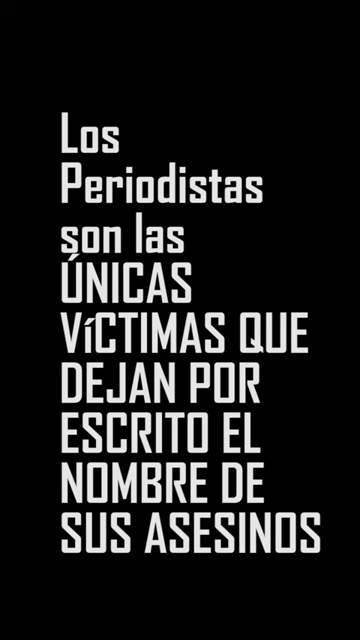 Los
Periodistas
son las
ÚNICAS
VíCTIMAS QUE
DEJAN POR
ESCRITO EL
NOMBRE DE
SUS ASESINOS